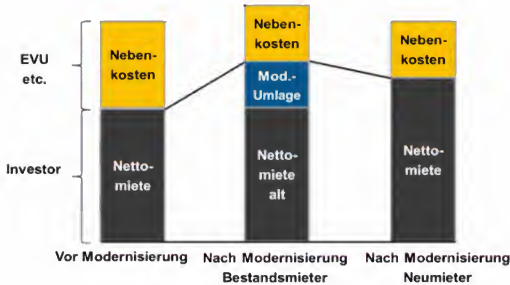 EVU
etc.
Investor
Neben-
kosten
Netto-
miete
Neben-
kosten
Mod.-
Umlage
Netto-
miete
alt
Neben-
kosten
Netto-
miete
Vor Modernisierung
Nach Modernisierung
Bestandsmieter
Nach Modernisierung
Neumieter